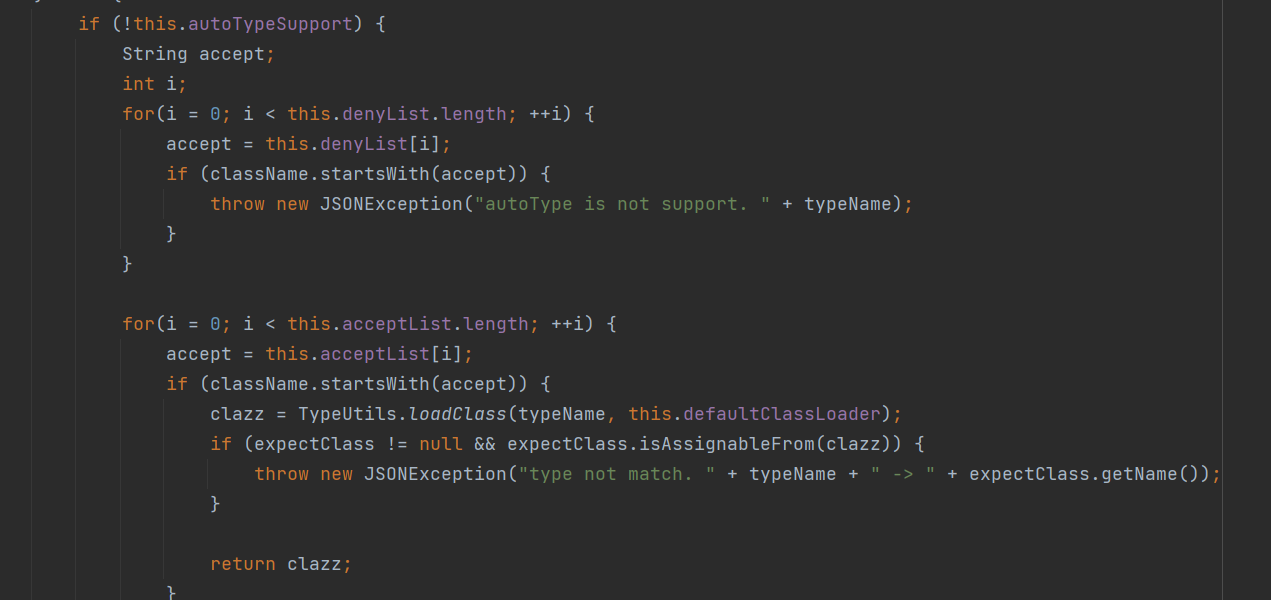 if (!this.autoTypeSupport) {
String accept;
int i;
for(i = 0; i < this.denyList.length; ++i) {
accept = this.denyList[i];
if (className.startsWith(accept)) {
throw new JSONException("autoType is not support. " + typeName);
}
}
for(i = 0; i < this.acceptList.length; ++i) {
accept = this.acceptList[i];
if (className.startsWith(accept)) {
clazz = TypeUtils.loadClass(typeName, this.defaultClassLoader);
if (expectClass != null && expectClass.isAssignableFrom(clazz)) {
throw new JSONException("type not match. " + typeName + " -> " + expectClass.getName());
}
return clazz;
}